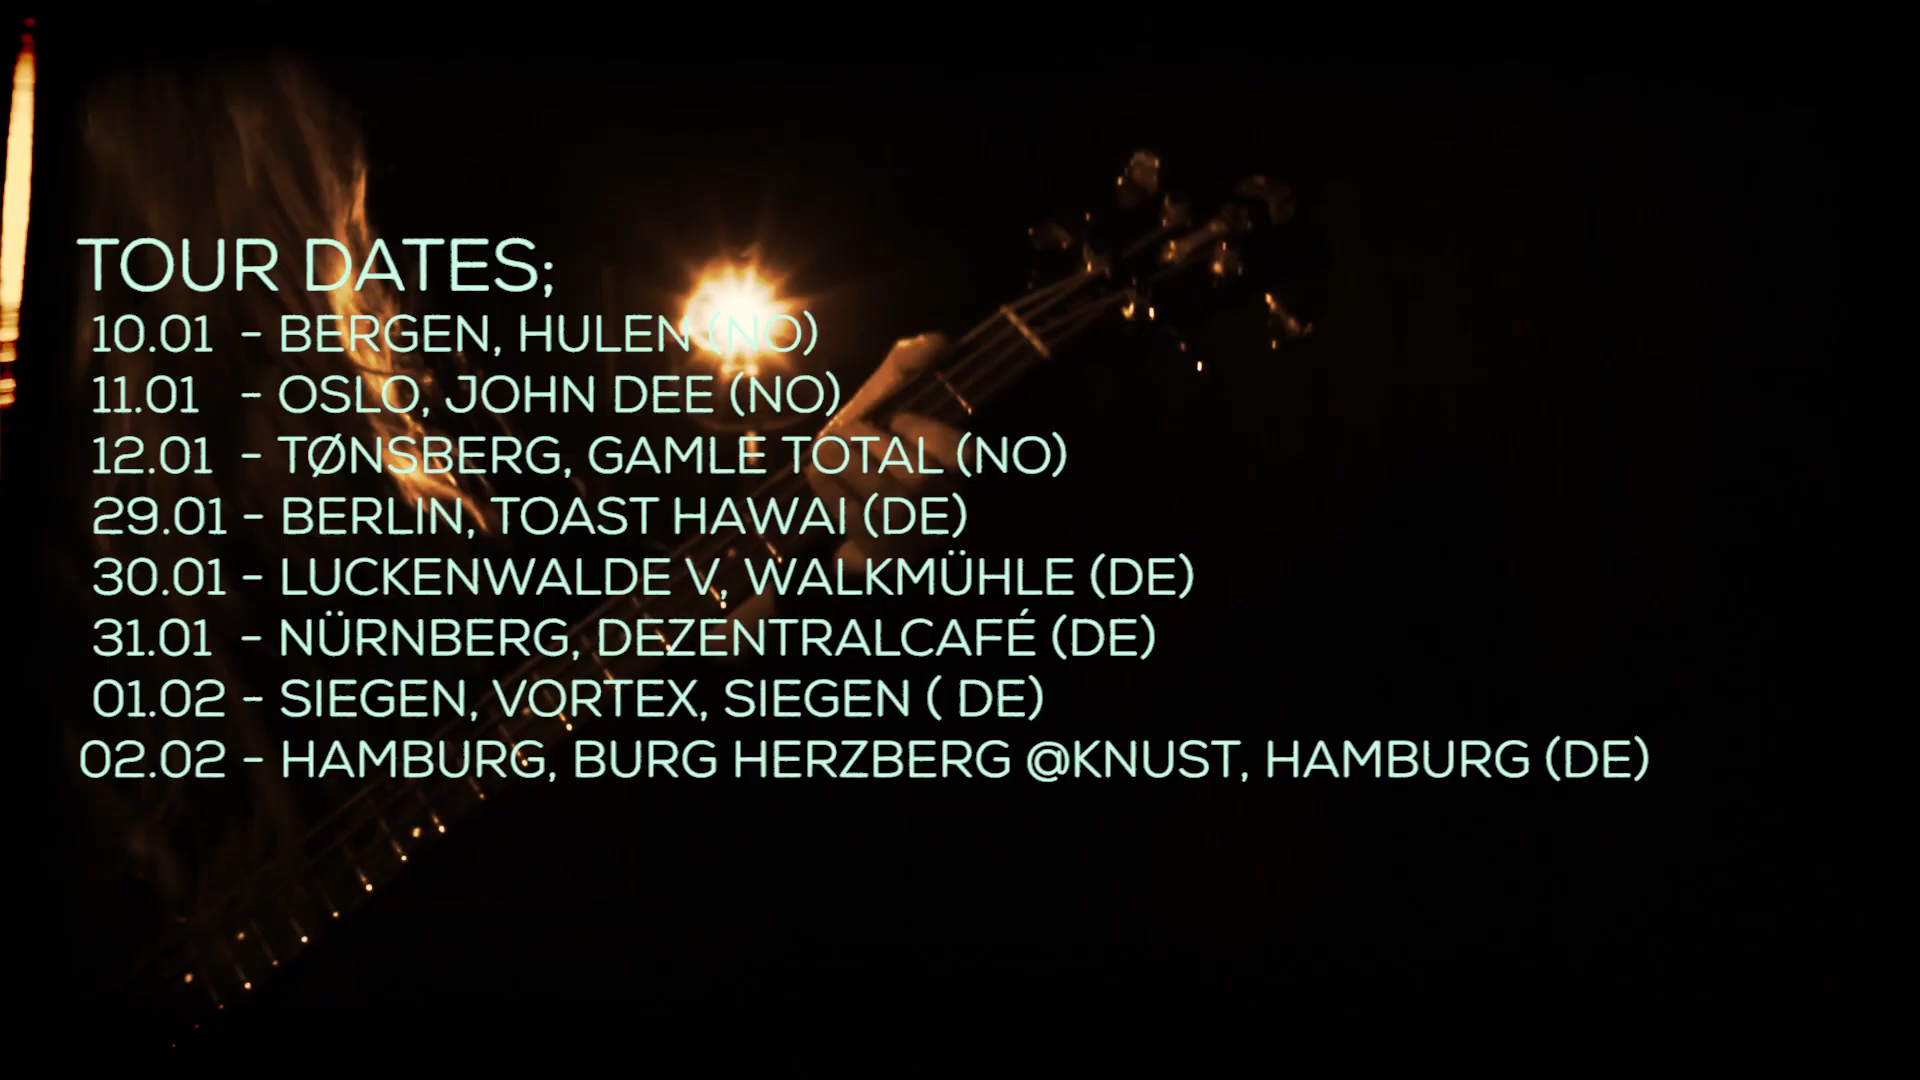 TOUR DATES;
10.01 - BERGEN, HULEN (NO)
11.01 - OSLO, JOHN DEE (NO)
12.01 - TØNSBERG, GAMLE TOTAL (NO)
29.01 - BERLIN, TOAST HAWAI (DE)
30.01 - LUCKENWALDE V, WALKMÜHLE (DE)
31.01 - NÜRNBERG, DEZENTRALCAFÉ (DE)
01.02 - SIEGEN, VORTEX, SIEGEN ( DE)
02.02 - HAMBURG, BURG HERZBERG @KNUST, HAMBURG (DE)